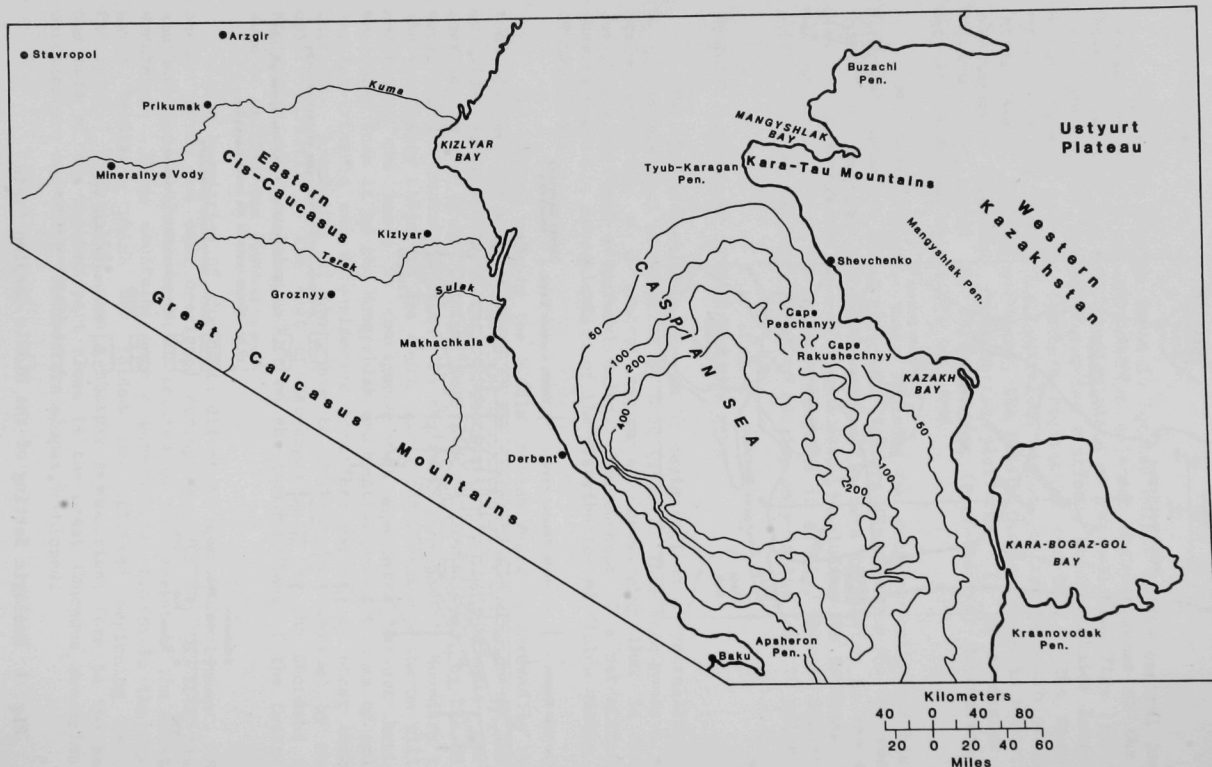 Stavropol
Arzgir
Prikumsk
Kuma
Mineralnye Vody
Eastern
Cis-Caucasus
KIZLYAR
BAY
Kizlyar
Terek
Groznyy
Sulak
Makhachkala
Great Caucasus Mountains
Derbent
Baku
Apsheron
Pen.
CASPIAN SEA
50
100
200
400
50
100
200
Buzachi
Pen.
MANGYSHLAK
BAY
Tyub-Karagan
Pen.
Kara-Tau Mountains
Ustyurt
Plateau
Western
Kazakhstan
Mangyshlak Pen.
Shevchenko
Cape
Peschanyy
Cape
Rakushechnyy
KAZAKH
BAY
KARA-BOGAZ-GOL
BAY
Krasnovodsk
Pen.
Kilometers
40 0 40 80
20 0 20 40 60
Miles